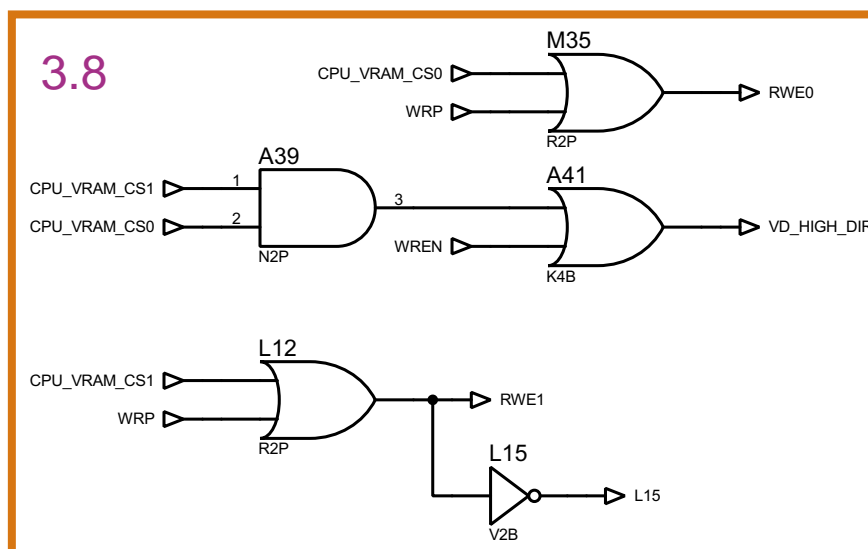 3.8
M35
CPU_VRAM_CS0
WRP
RWE0
R2P
A39
CPU_VRAM_CS1
1
CPU_VRAM_CS0
2
3
N2P
A41
WREN
VD_HIGH_DIR
K4B
L12
CPU_VRAM_CS1
WRP
RWE1
R2P
L15
L15
V2B